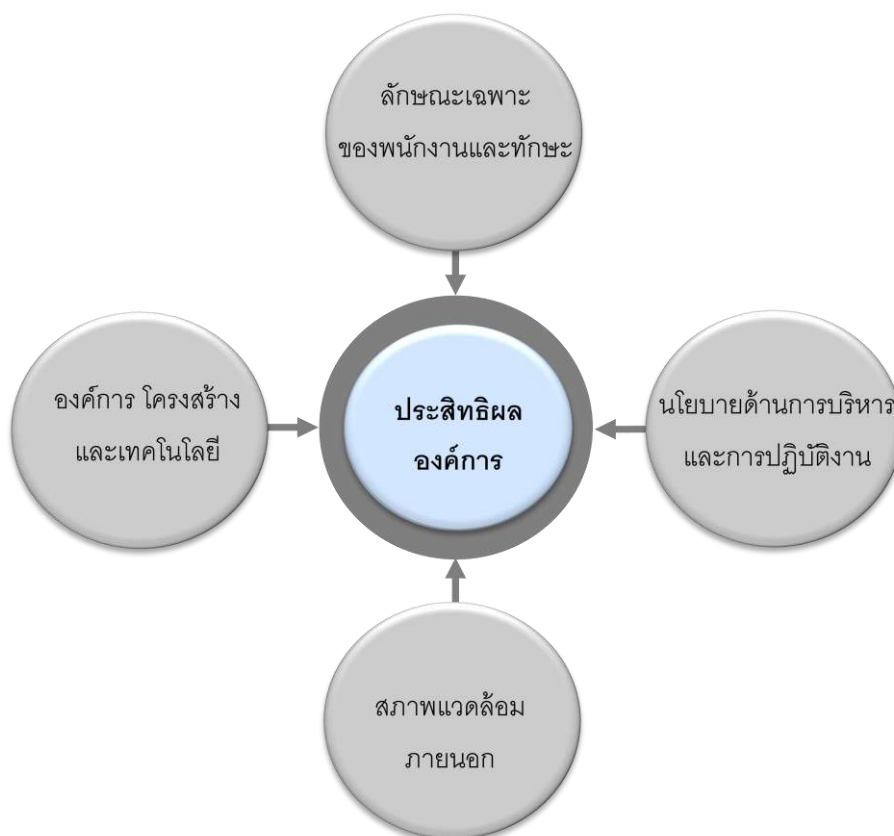 ลักษณะเฉพาะ
ของพนักงานและทักษะ
องค์การ โครงสร้าง
และเทคโนโลยี
ประสิทธิผล
องค์การ
นโยบายด้านการบริหาร
และการปฏิบัติงาน
สภาพแวดล้อม
ภายนอก